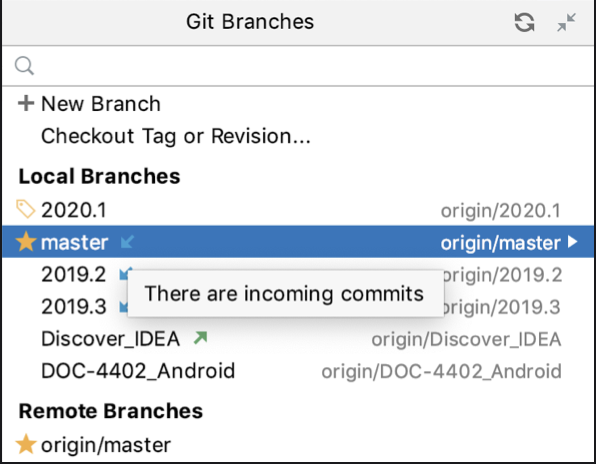 Git Branches
New Branch
Checkout Tag or Revision...
Local Branches
2020.1 origin/2020.1
master origin/master
2019.2 origin/2019.2
There are incoming commits
2019.3 origin/2019.3
Discover_IDEA origin/Discover_IDEA
DOC-4402_Android origin/DOC-4402_Android
Remote Branches
origin/master